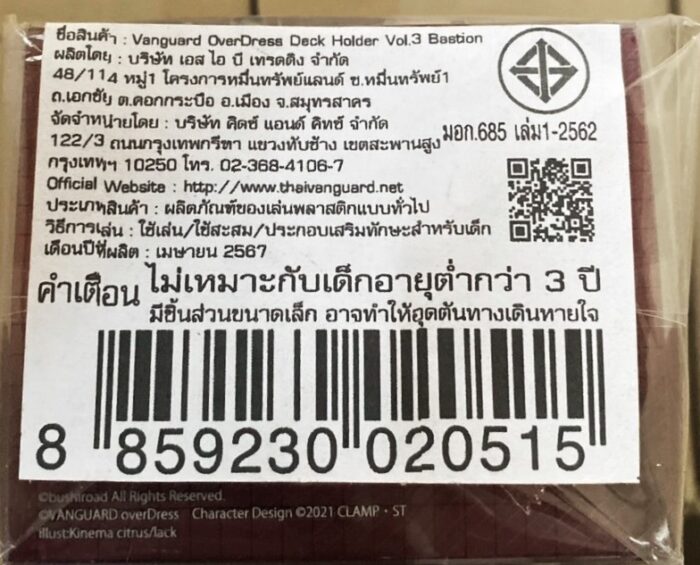 ชื่อสินค้า : Vanguard OverDress Deck Holder Vol.3 Bastion
ผลิตโดย : บริษัท เอส ไอ บี เทรดดิ้ง จำกัด
48/114 หมู่1 โครงการหมื่นทรัพย์แลนด์ ซ.หมื่นทรัพย์1
ถ.เอกชัย ต.คอกกระบือ อ.เมือง จ.สมุทรสาคร
จัดจำหน่ายโดย : บริษัท คิดซ์ แอนด์ คิทซ์ จำกัด
122/3 ถนนกรุงเทพกรีฑา แขวงทับช้าง เขตสะพานสูง
มอก.685 เล่ม1-2562
กรุงเทพฯ 10250 โทร. 02-368-4106-7
Official Website : http://www.thaivanguard.net
ประเภทสินค้า : ผลิตภัณฑ์ของเล่นพลาสติกแบบทั่วไป
วิธีการเล่น : ใช้เล่น/ใช้สะสม/ประกอบเสริมทักษะสำหรับเด็ก
เดือนปีที่ผลิต : เมษายน 2567
คำเตือน ไม่เหมาะกับเด็กอายุต่ำกว่า 3 ปี
มีชิ้นส่วนขนาดเล็ก อาจทำให้อุดตันทางเดินหายใจ
8 859230 020515
©bushiroad All Rights Reserved.
©VANGUARD overDress Character Design ©2021 CLAMP・ST
illust:Kinema citrus/lack